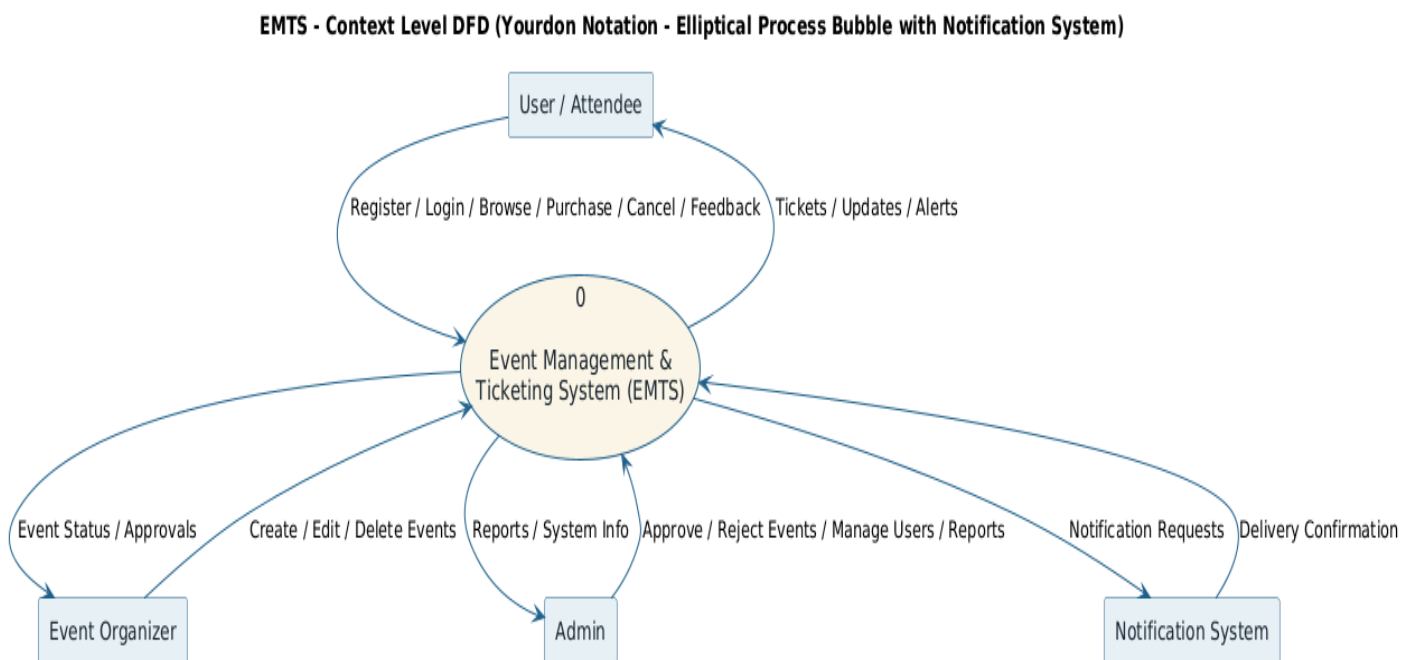 EMTS - Context Level DFD (Yourdon Notation - Elliptical Process Bubble with Notification System)
User / Attendee
Register / Login / Browse / Purchase / Cancel / Feedback
Tickets / Updates / Alerts
0
Event Management &
Ticketing System (EMTS)
Event Status / Approvals
Create / Edit / Delete Events
Reports / System Info
Approve / Reject Events / Manage Users / Reports
Notification Requests
Delivery Confirmation
Event Organizer
Admin
Notification System